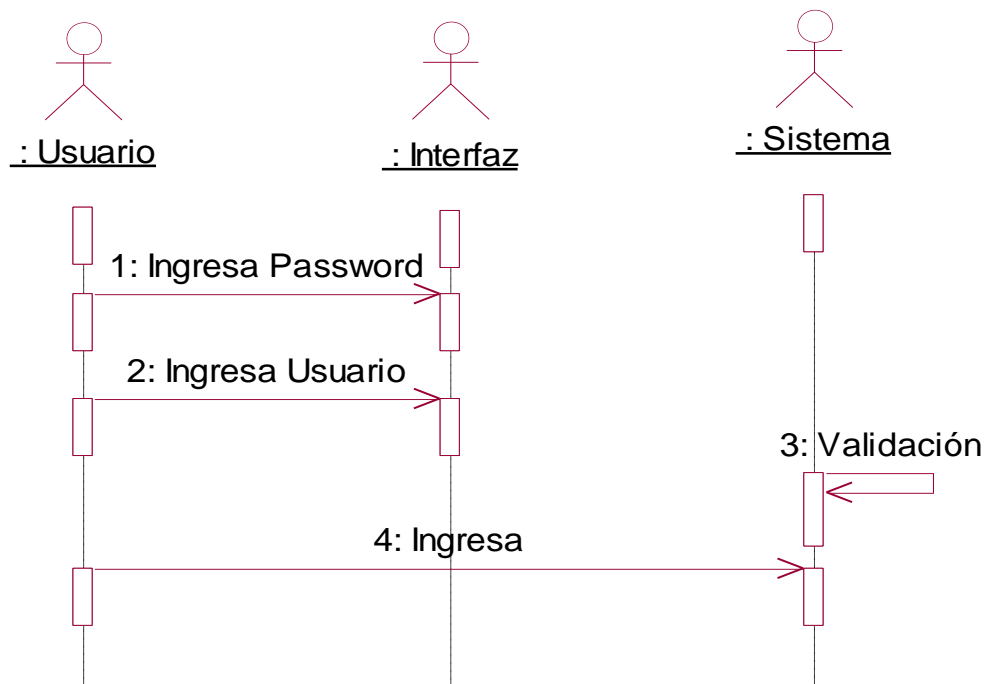 : Usuario
: Interfaz
: Sistema
1: Ingresa Password
2: Ingresa Usuario
3: Validación
4: Ingresa